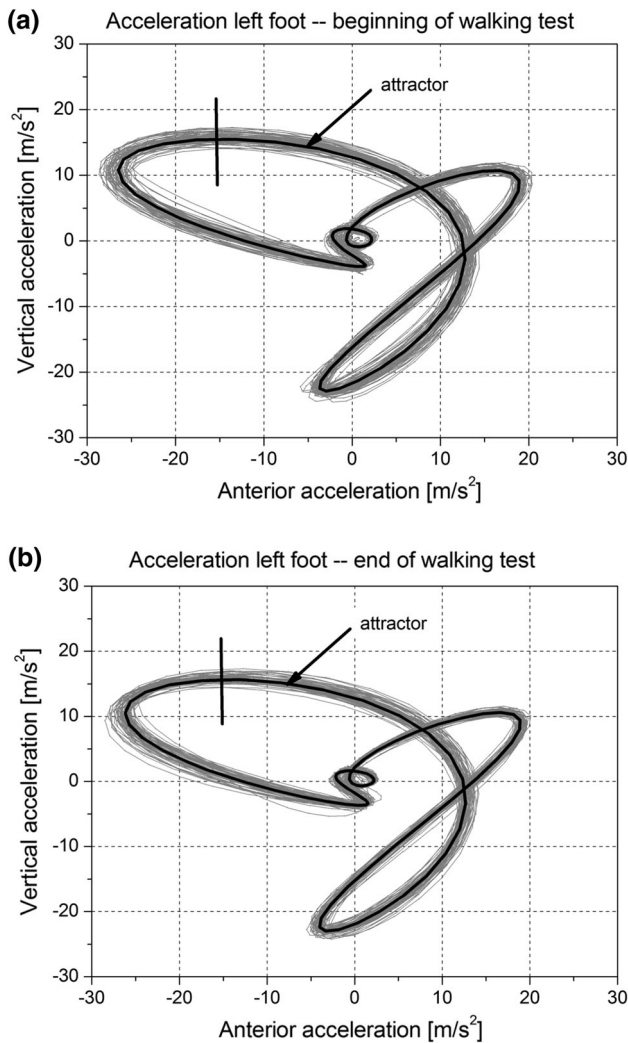 (a)
Acceleration left foot -- beginning of walking test
attractor
Vertical acceleration [m/s²]
30
20
10
0
-10
-20
-30
-30 -20 -10 0 10 20 30
Anterior acceleration [m/s²]
(b)
Acceleration left foot -- end of walking test
attractor
Vertical acceleration [m/s²]
30
20
10
0
-10
-20
-30
-30 -20 -10 0 10 20 30
Anterior acceleration [m/s²]